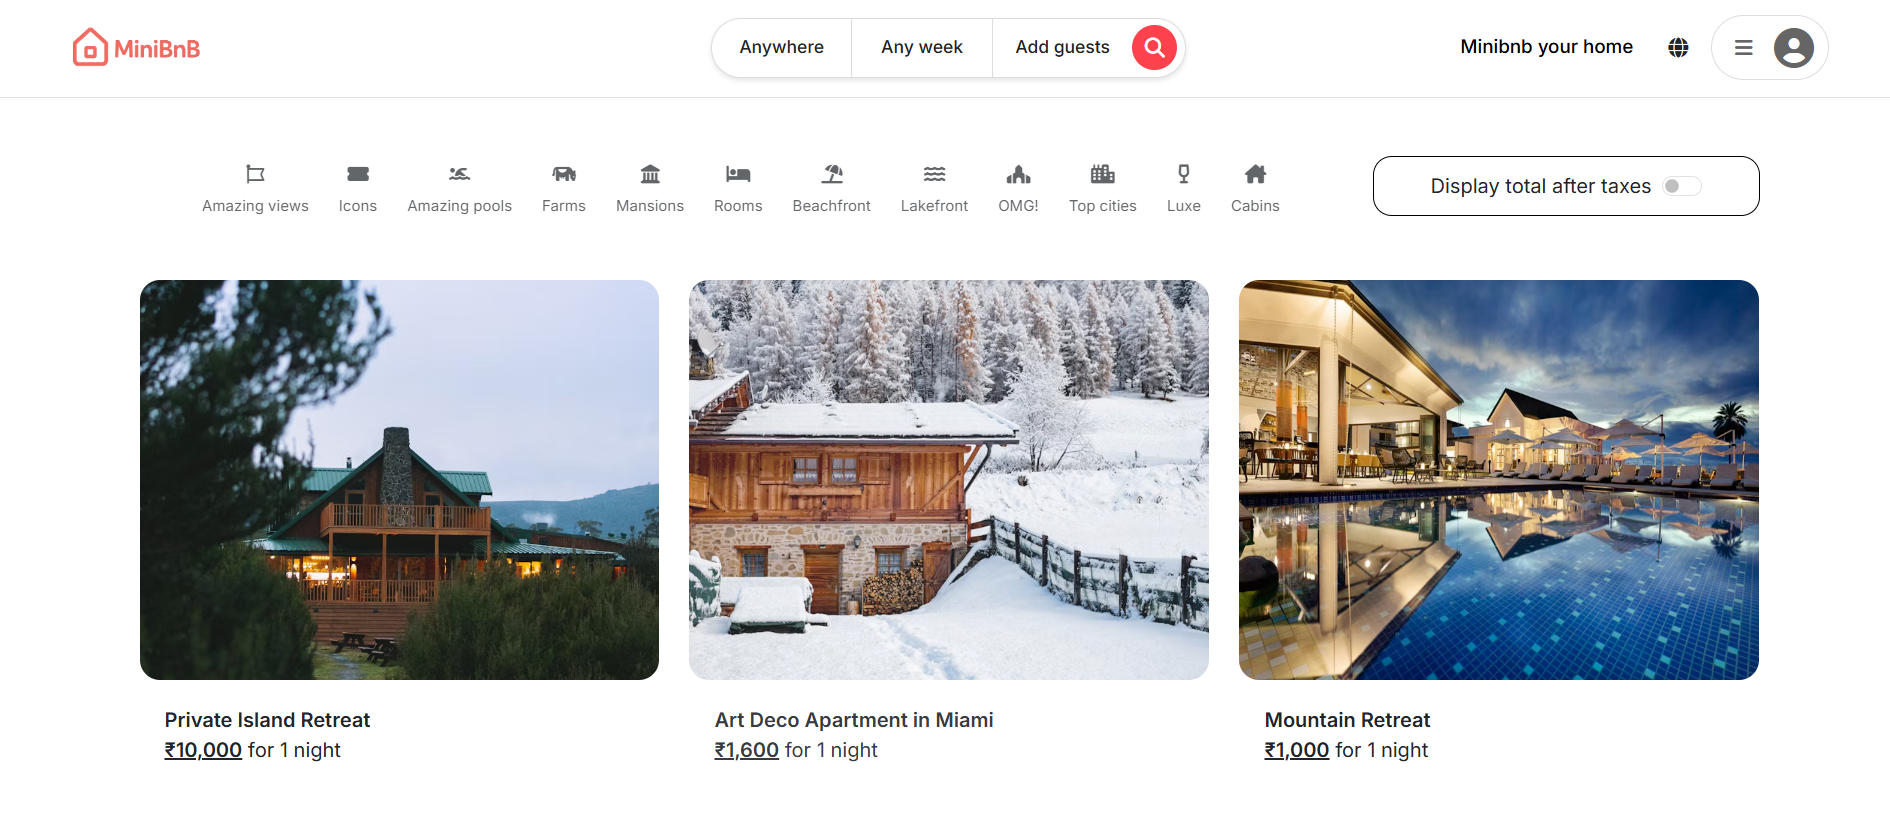 MiniBnB
Anywhere
Any week
Add guests
Minibnb your home
Amazing views
Icons
Amazing pools
Farms
Mansions
Rooms
Beachfront
Lakefront
OMG!
Top cities
Luxe
Cabins
Display total after taxes
Private Island Retreat
₹10,000 for 1 night
Art Deco Apartment in Miami
₹1,600 for 1 night
Mountain Retreat
₹1,000 for 1 night